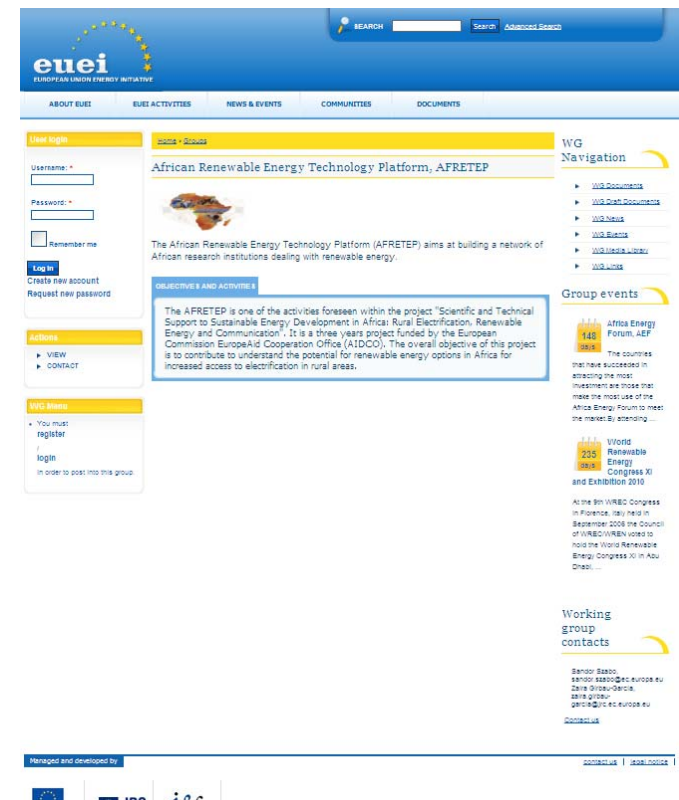 SEARCH Search Advanced Search
euei
EUROPEAN UNION ENERGY INITIATIVE
ABOUT EUEI EUEI ACTIVITIES NEWS & EVENTS COMMUNITIES DOCUMENTS
User login
Username: *
Password: *
Remember me
Log in
Create new account
Request new password
Actions
VIEW
CONTACT
WG Menu
You must
register
/
login
in order to post into this group.
Home • Groups
African Renewable Energy Technology Platform, AFRETEP
The African Renewable Energy Technology Platform (AFRETEP) aims at building a network of
African research institutions dealing with renewable energy.
OBJECTIVES AND ACTIVITIES
The AFRETEP is one of the activities foreseen within the project "Scientific and Technical
Support to Sustainable Energy Development in Africa: Rural Electrification, Renewable
Energy and Communication". It is a three years project funded by the European
Commission EuropeAid Cooperation Office (AIDCO). The overall objective of this project
is to contribute to understand the potential for renewable energy options in Africa for
increased access to electrification in rural areas.
WG
Navigation
WG Documents
WG Draft Documents
WG News
WG Events
WG Media Library
WG Links
Group events
148
DAYS
Africa Energy
Forum, AEF
The countries
that have succeeded in
attracting the most
investment are those that
make the most use of the
Africa Energy Forum to meet
the market.By attending ...
235
DAYS
World
Renewable
Energy
Congress XI
and Exhibition 2010
At the 9th WREC Congress
in Florence, Italy held in
September 2006 the Council
of WREC/WREN voted to
hold the World Renewable
Energy Congress XI in Abu
Dhabi, ...
Working
group
contacts
Sandor Szabo,
sandor.szabo@ec.europa.eu
Zaira Girbau-Garcia,
zaira.girbau-
garcia@jrc.ec.europa.eu
Contact us
Managed and developed by
contact us | legal notice |